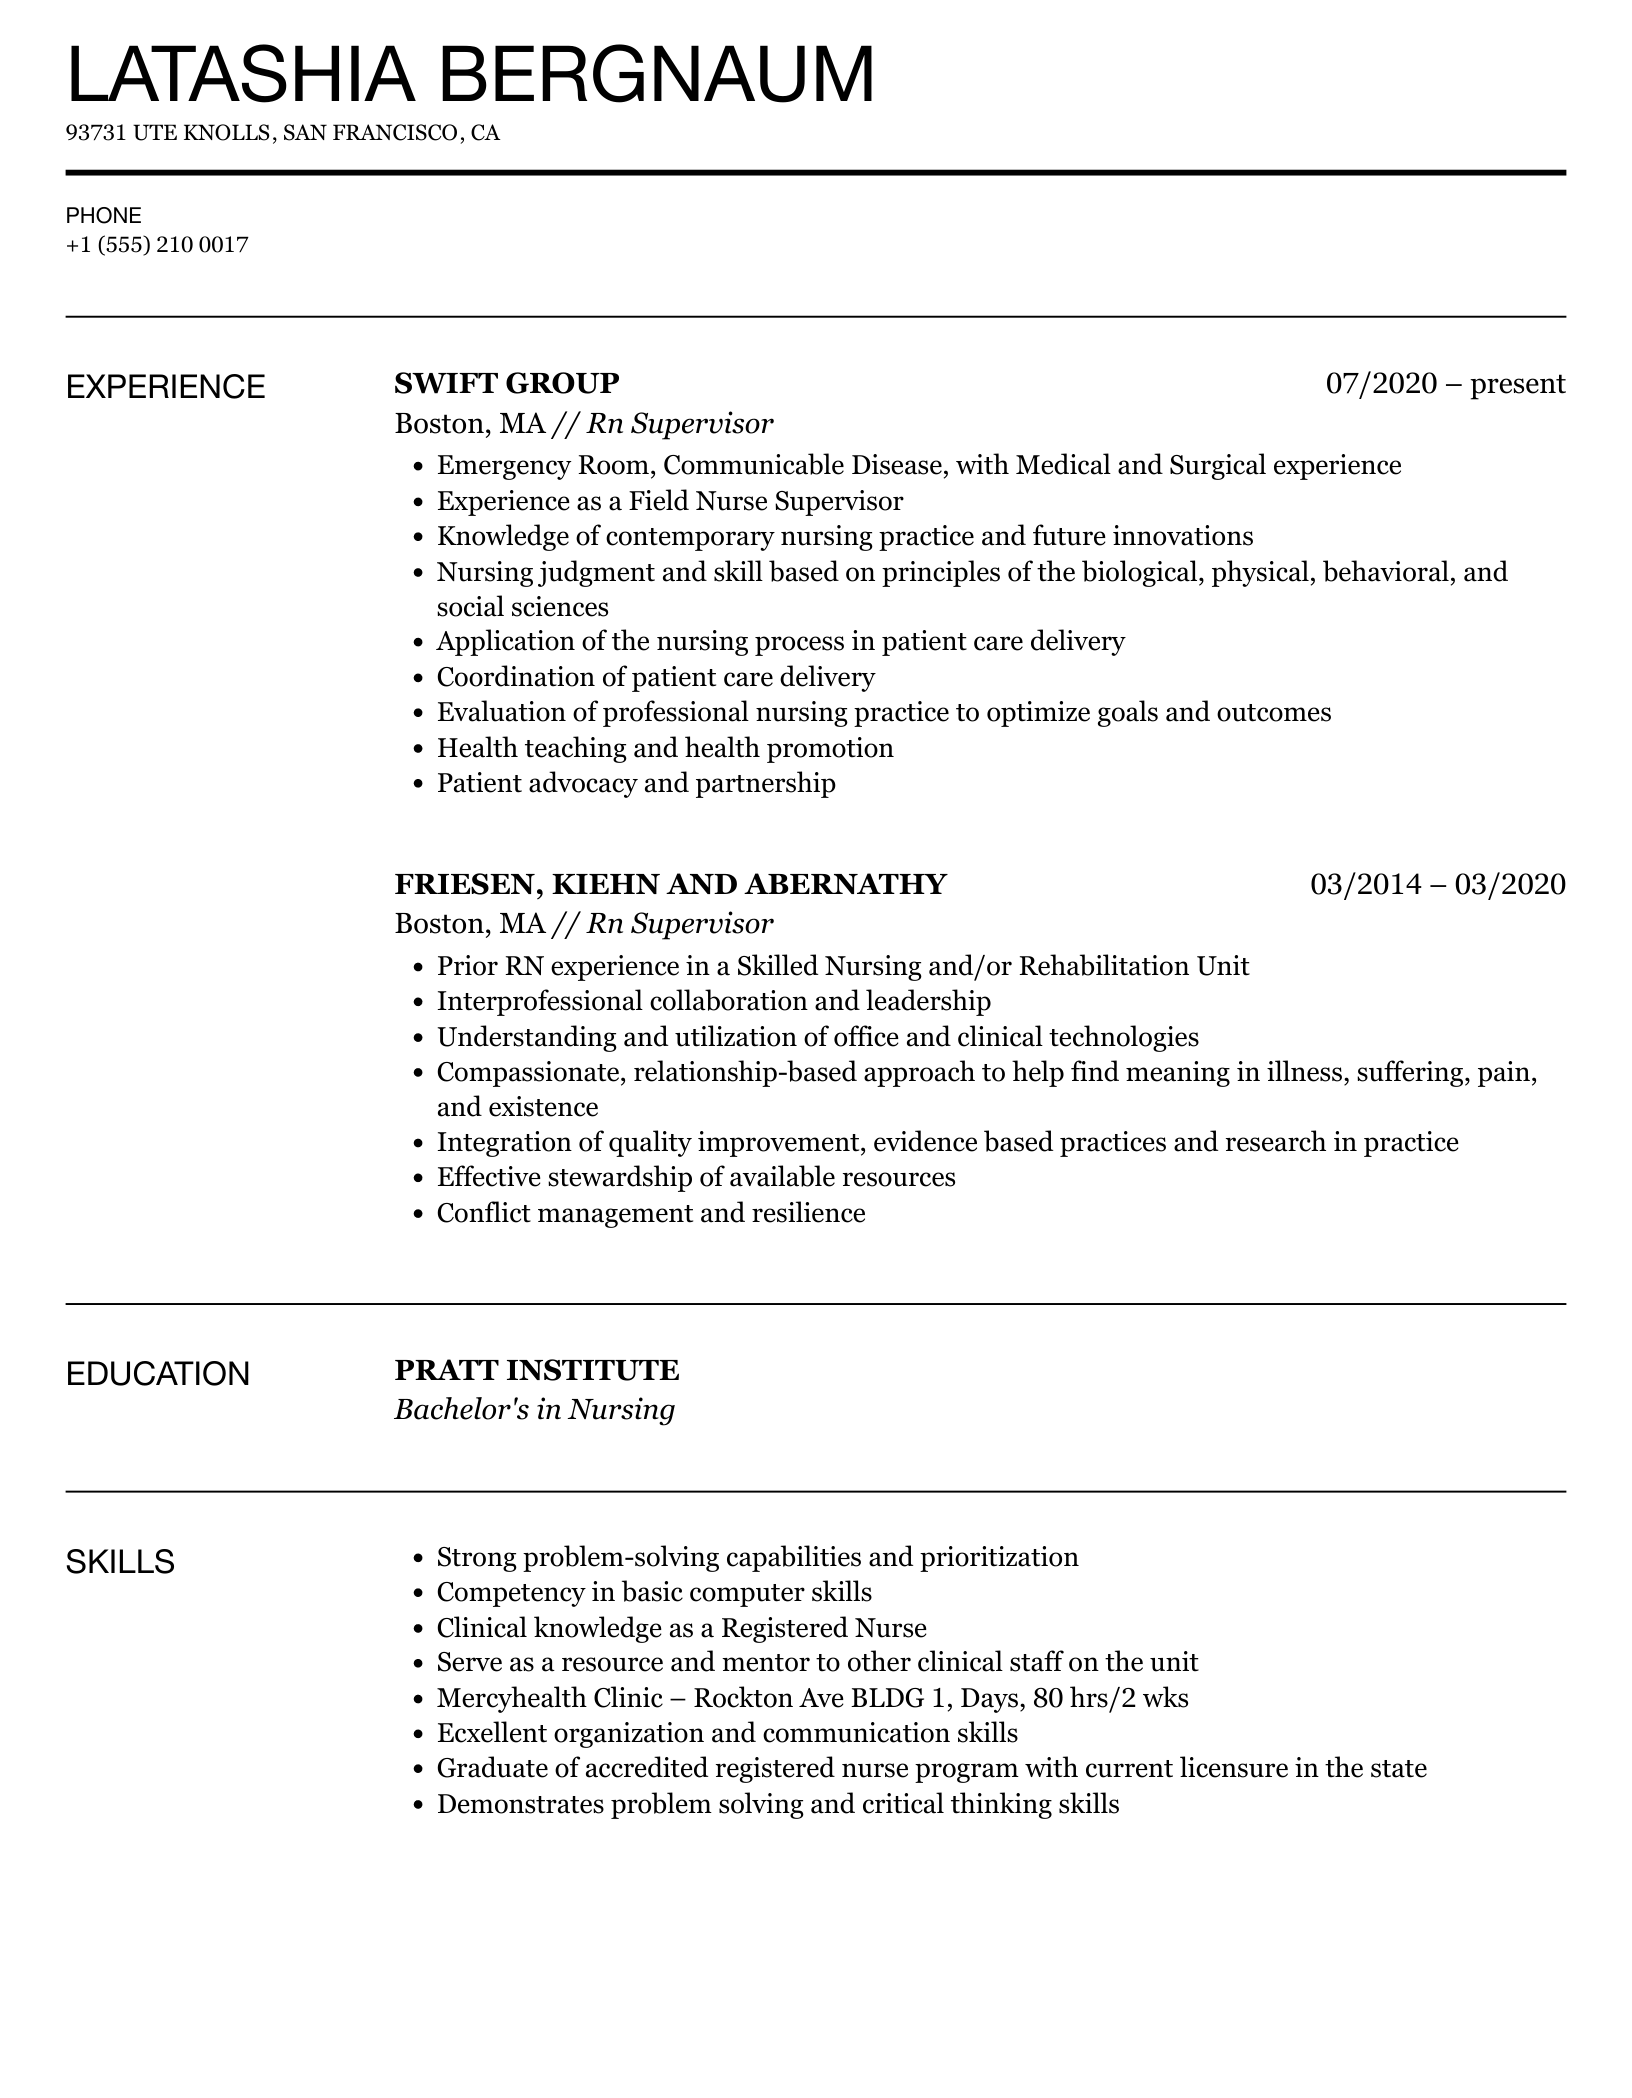 LATASHIA BERGNAUM
93731 UTE KNOLLS, SAN FRANCISCO, CA
PHONE
+1 (555) 210 0017
EXPERIENCE
SWIFT GROUP 07/2020 – present
Boston, MA // Rn Supervisor
• Emergency Room, Communicable Disease, with Medical and Surgical experience
• Experience as a Field Nurse Supervisor
• Knowledge of contemporary nursing practice and future innovations
• Nursing judgment and skill based on principles of the biological, physical, behavioral, and
social sciences
• Application of the nursing process in patient care delivery
• Coordination of patient care delivery
• Evaluation of professional nursing practice to optimize goals and outcomes
• Health teaching and health promotion
• Patient advocacy and partnership
FRIESEN, KIEHN AND ABERNATHY 03/2014 – 03/2020
Boston, MA // Rn Supervisor
• Prior RN experience in a Skilled Nursing and/or Rehabilitation Unit
• Interprofessional collaboration and leadership
• Understanding and utilization of office and clinical technologies
• Compassionate, relationship-based approach to help find meaning in illness, suffering, pain,
and existence
• Integration of quality improvement, evidence based practices and research in practice
• Effective stewardship of available resources
• Conflict management and resilience
EDUCATION
PRATT INSTITUTE
Bachelor's in Nursing
SKILLS
• Strong problem-solving capabilities and prioritization
• Competency in basic computer skills
• Clinical knowledge as a Registered Nurse
• Serve as a resource and mentor to other clinical staff on the unit
• Mercyhealth Clinic – Rockton Ave BLDG 1, Days, 80 hrs/2 wks
• Ecxellent organization and communication skills
• Graduate of accredited registered nurse program with current licensure in the state
• Demonstrates problem solving and critical thinking skills